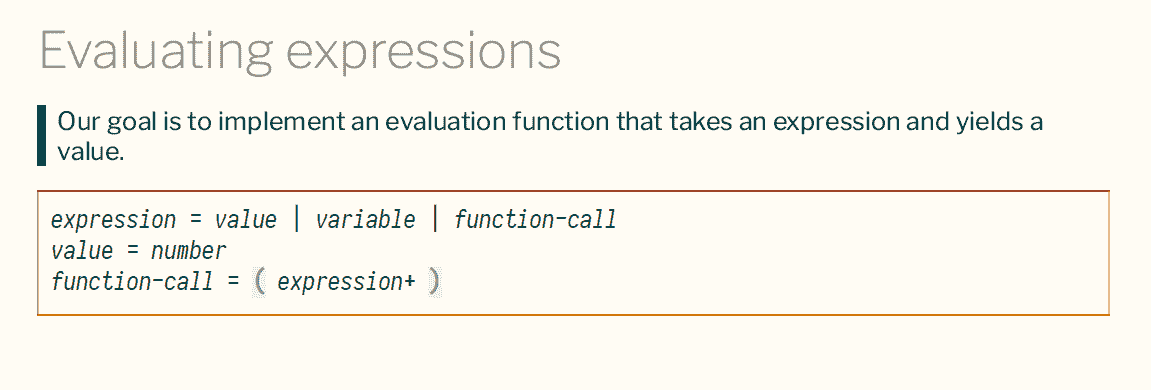 Evaluating expressions
Our goal is to implement an evaluation function that takes an expression and yields a
value.
expression = value | variable | function-call
value = number
function-call = ( expression+ )